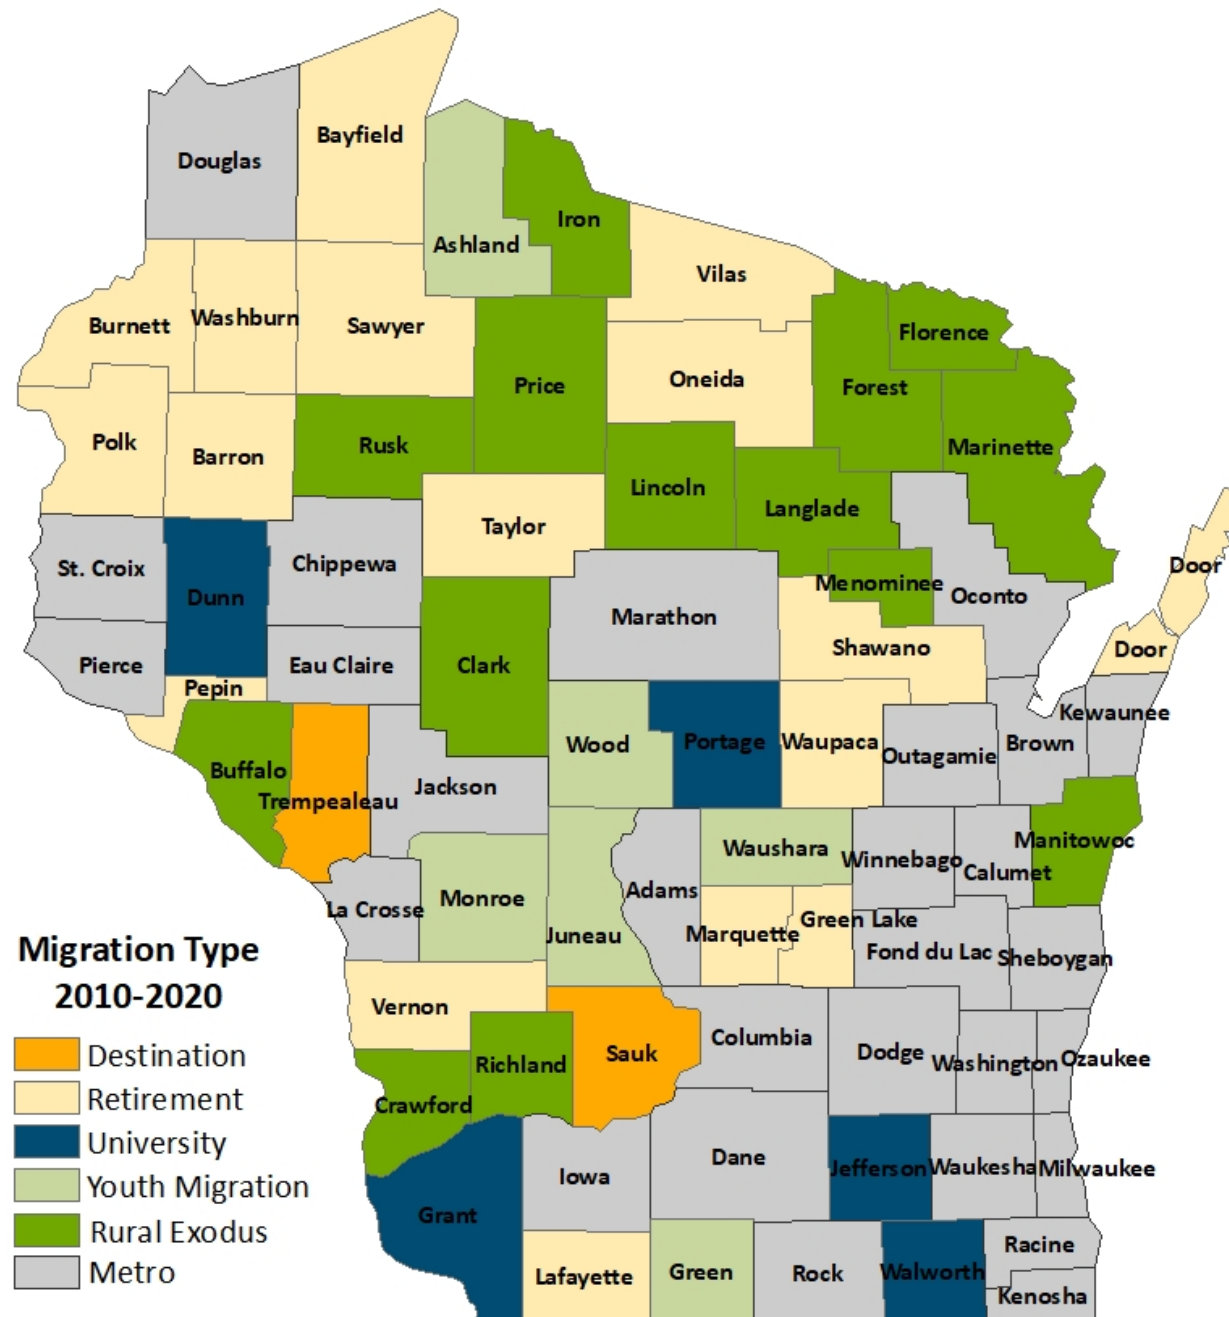 Bayfield
Douglas
Iron
Ashland
Vilas
Burnett
Washburn
Sawyer
Florence
Price
Oneida
Forest
Polk
Barron
Rusk
Marinette
Lincoln
Langlade
Taylor
St. Croix
Chippewa
Door
Dunn
Menominee
Oconto
Marathon
Pierce
Eau Claire
Clark
Shawano
Door
Pepin
Kewaunee
Wood
Portage
Waupaca
Brown
Outagamie
Buffalo
Jackson
Trempealeau
Manitowoc
Waushara
Winnebago
Calumet
Adams
Monroe
La Crosse
Green Lake
Marquette
Juneau
Fond du Lac
Sheboygan
Vernon
Columbia
Sauk
Dodge
Richland
Washington
Ozaukee
Crawford
Dane
Jefferson
Waukesha
Milwaukee
Iowa
Grant
Racine
Lafayette
Green
Rock
Walworth
Kenosha
Migration Type
2010-2020
Destination
Retirement
University
Youth Migration
Rural Exodus
Metro